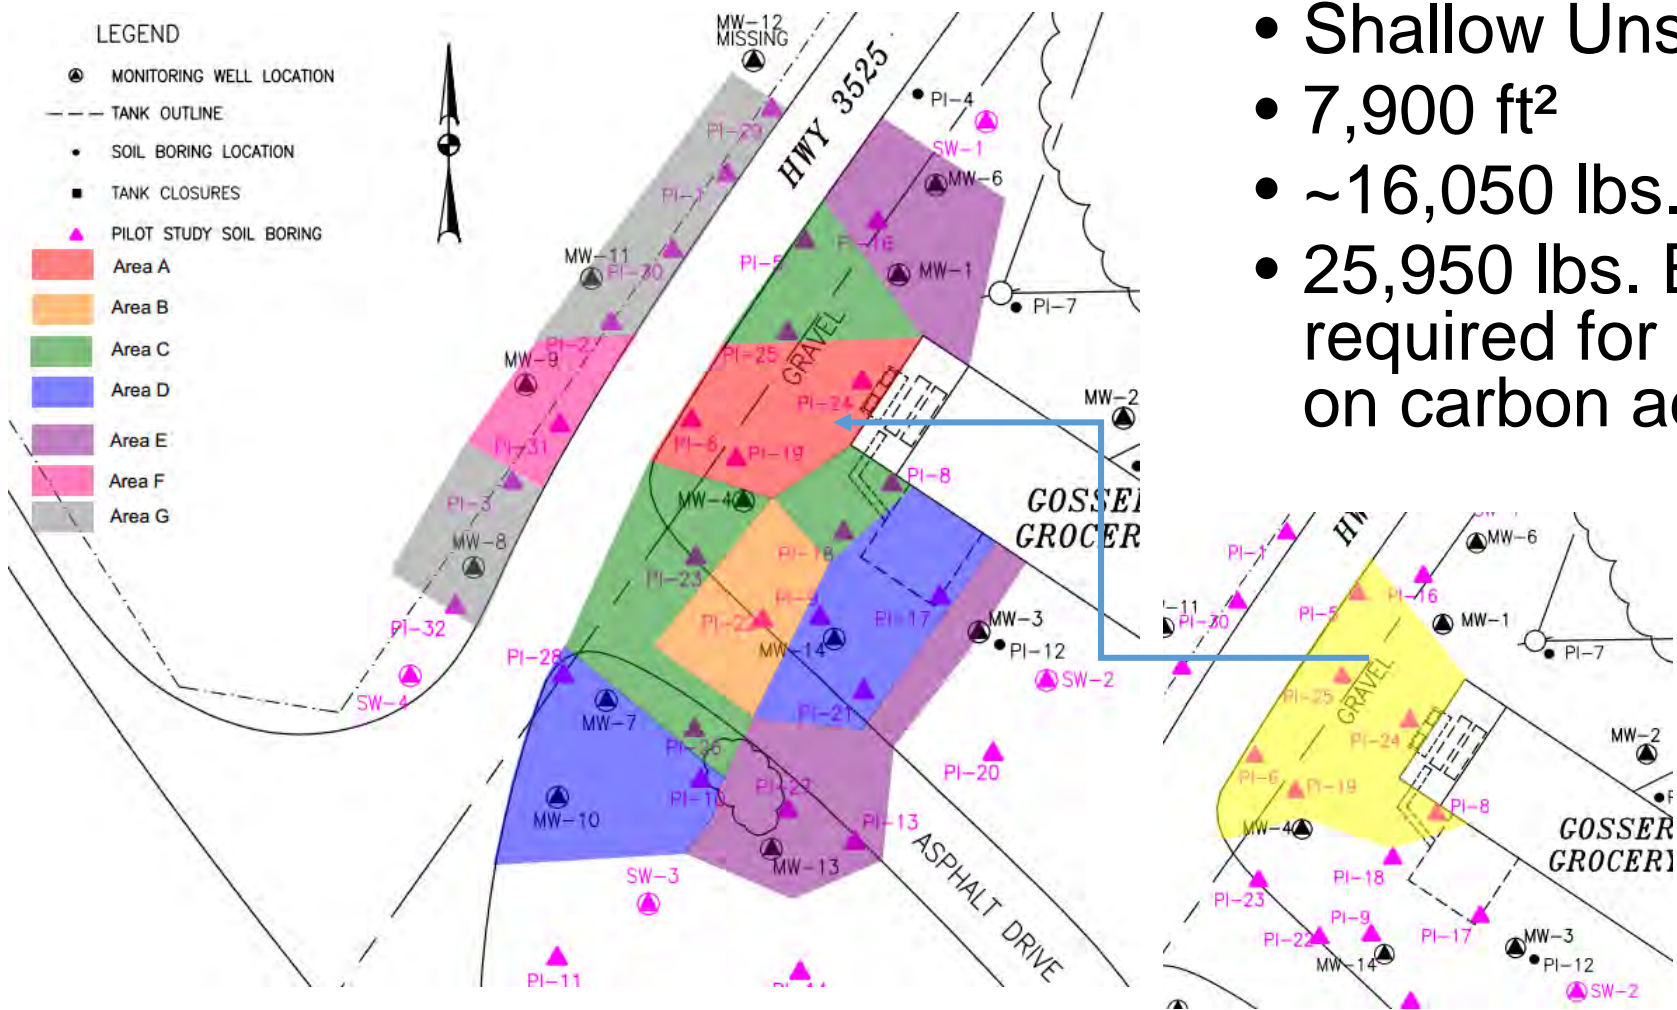 LEGEND
MONITORING WELL LOCATION
TANK OUTLINE
SOIL BORING LOCATION
TANK CLOSURES
PILOT STUDY SOIL BORING
Area A
Area B
Area C
Area D
Area E
Area F
Area G
MW-12
MISSING
HWY 3525
PI-4
SW-1
PI-29
MW-6
PI-1
PI-16
MW-11
PI-30
PI-5
MW-1
PI-7
PI-2
MW-9
PI-25
GRAVEL
PI-24
MW-2
PI-6
PI-31
PI-19
PI-3
MW-4
PI-8
GOSSER
GROCER
MW-8
PI-18
PI-23
PI-32
PI-9
PI-22
PI-17
MW-3
MW-14
PI-12
PI-28
SW-2
SW-4
MW-7
PI-21
PI-26
PI-20
PI-10
PI-27
MW-10
PI-13
MW-13
SW-3
ASPHALT DRIVE
PI-11
• Shallow Uns
• 7,900 ft²
• ~16,050 lbs.
• 25,950 lbs.
required for
on carbon
HW
MW-6
PI-1
PI-16
PI-5
11
PI-30
MW-1
PI-7
PI-25
GRAVEL
PI-24
MW-2
PI-6
PI-19
PI-8
MW-4
GOSSER
GROCERY
PI-18
PI-23
PI-9
PI-22
PI-17
MW-3
MW-14
PI-12
SW-2